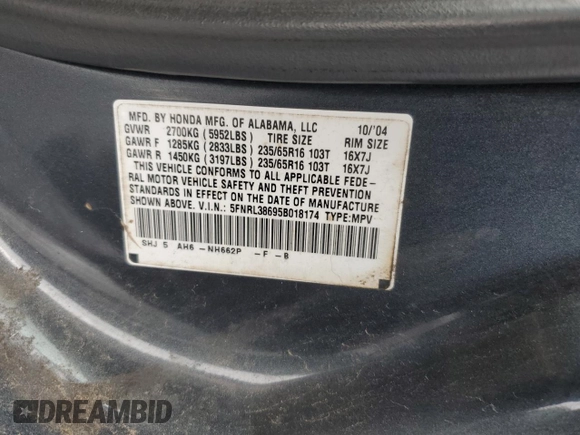 MFD. BY HONDA MFG. OF ALABAMA, LLC 10/'04
GVWR 2700KG (5952LBS) TIRE SIZE RIM SIZE
GAWR F 1285KG (2833LBS) 235/65R16 103T 16X7J
GAWR R 1450KG (3197LBS) 235/65R16 103T 16X7J
THIS VEHICLE CONFORMS TO ALL APPLICABLE FEDE-
RAL MOTOR VEHICLE SAFETY AND THEFT PREVENTION
STANDARDS IN EFFECT ON THE DATE OF MANUFACTURE
SHOWN ABOVE. V.I.N.: 5FNRL38695B018174 TYPE:MPV
SHJ 5 AH6 -NH662P -F -B
DREAMBID